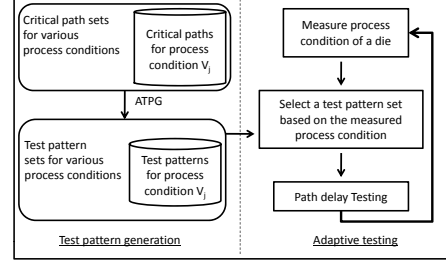 Critical path sets
for various
process conditions
Critical paths
for process
condition Vj
ATPG
Test pattern
sets for various
process conditions
Test patterns
for process
condition Vj
Test pattern generation
Measure process
condition of a die
Select a test pattern set
based on the measured
process condition
Path delay Testing
Adaptive testing